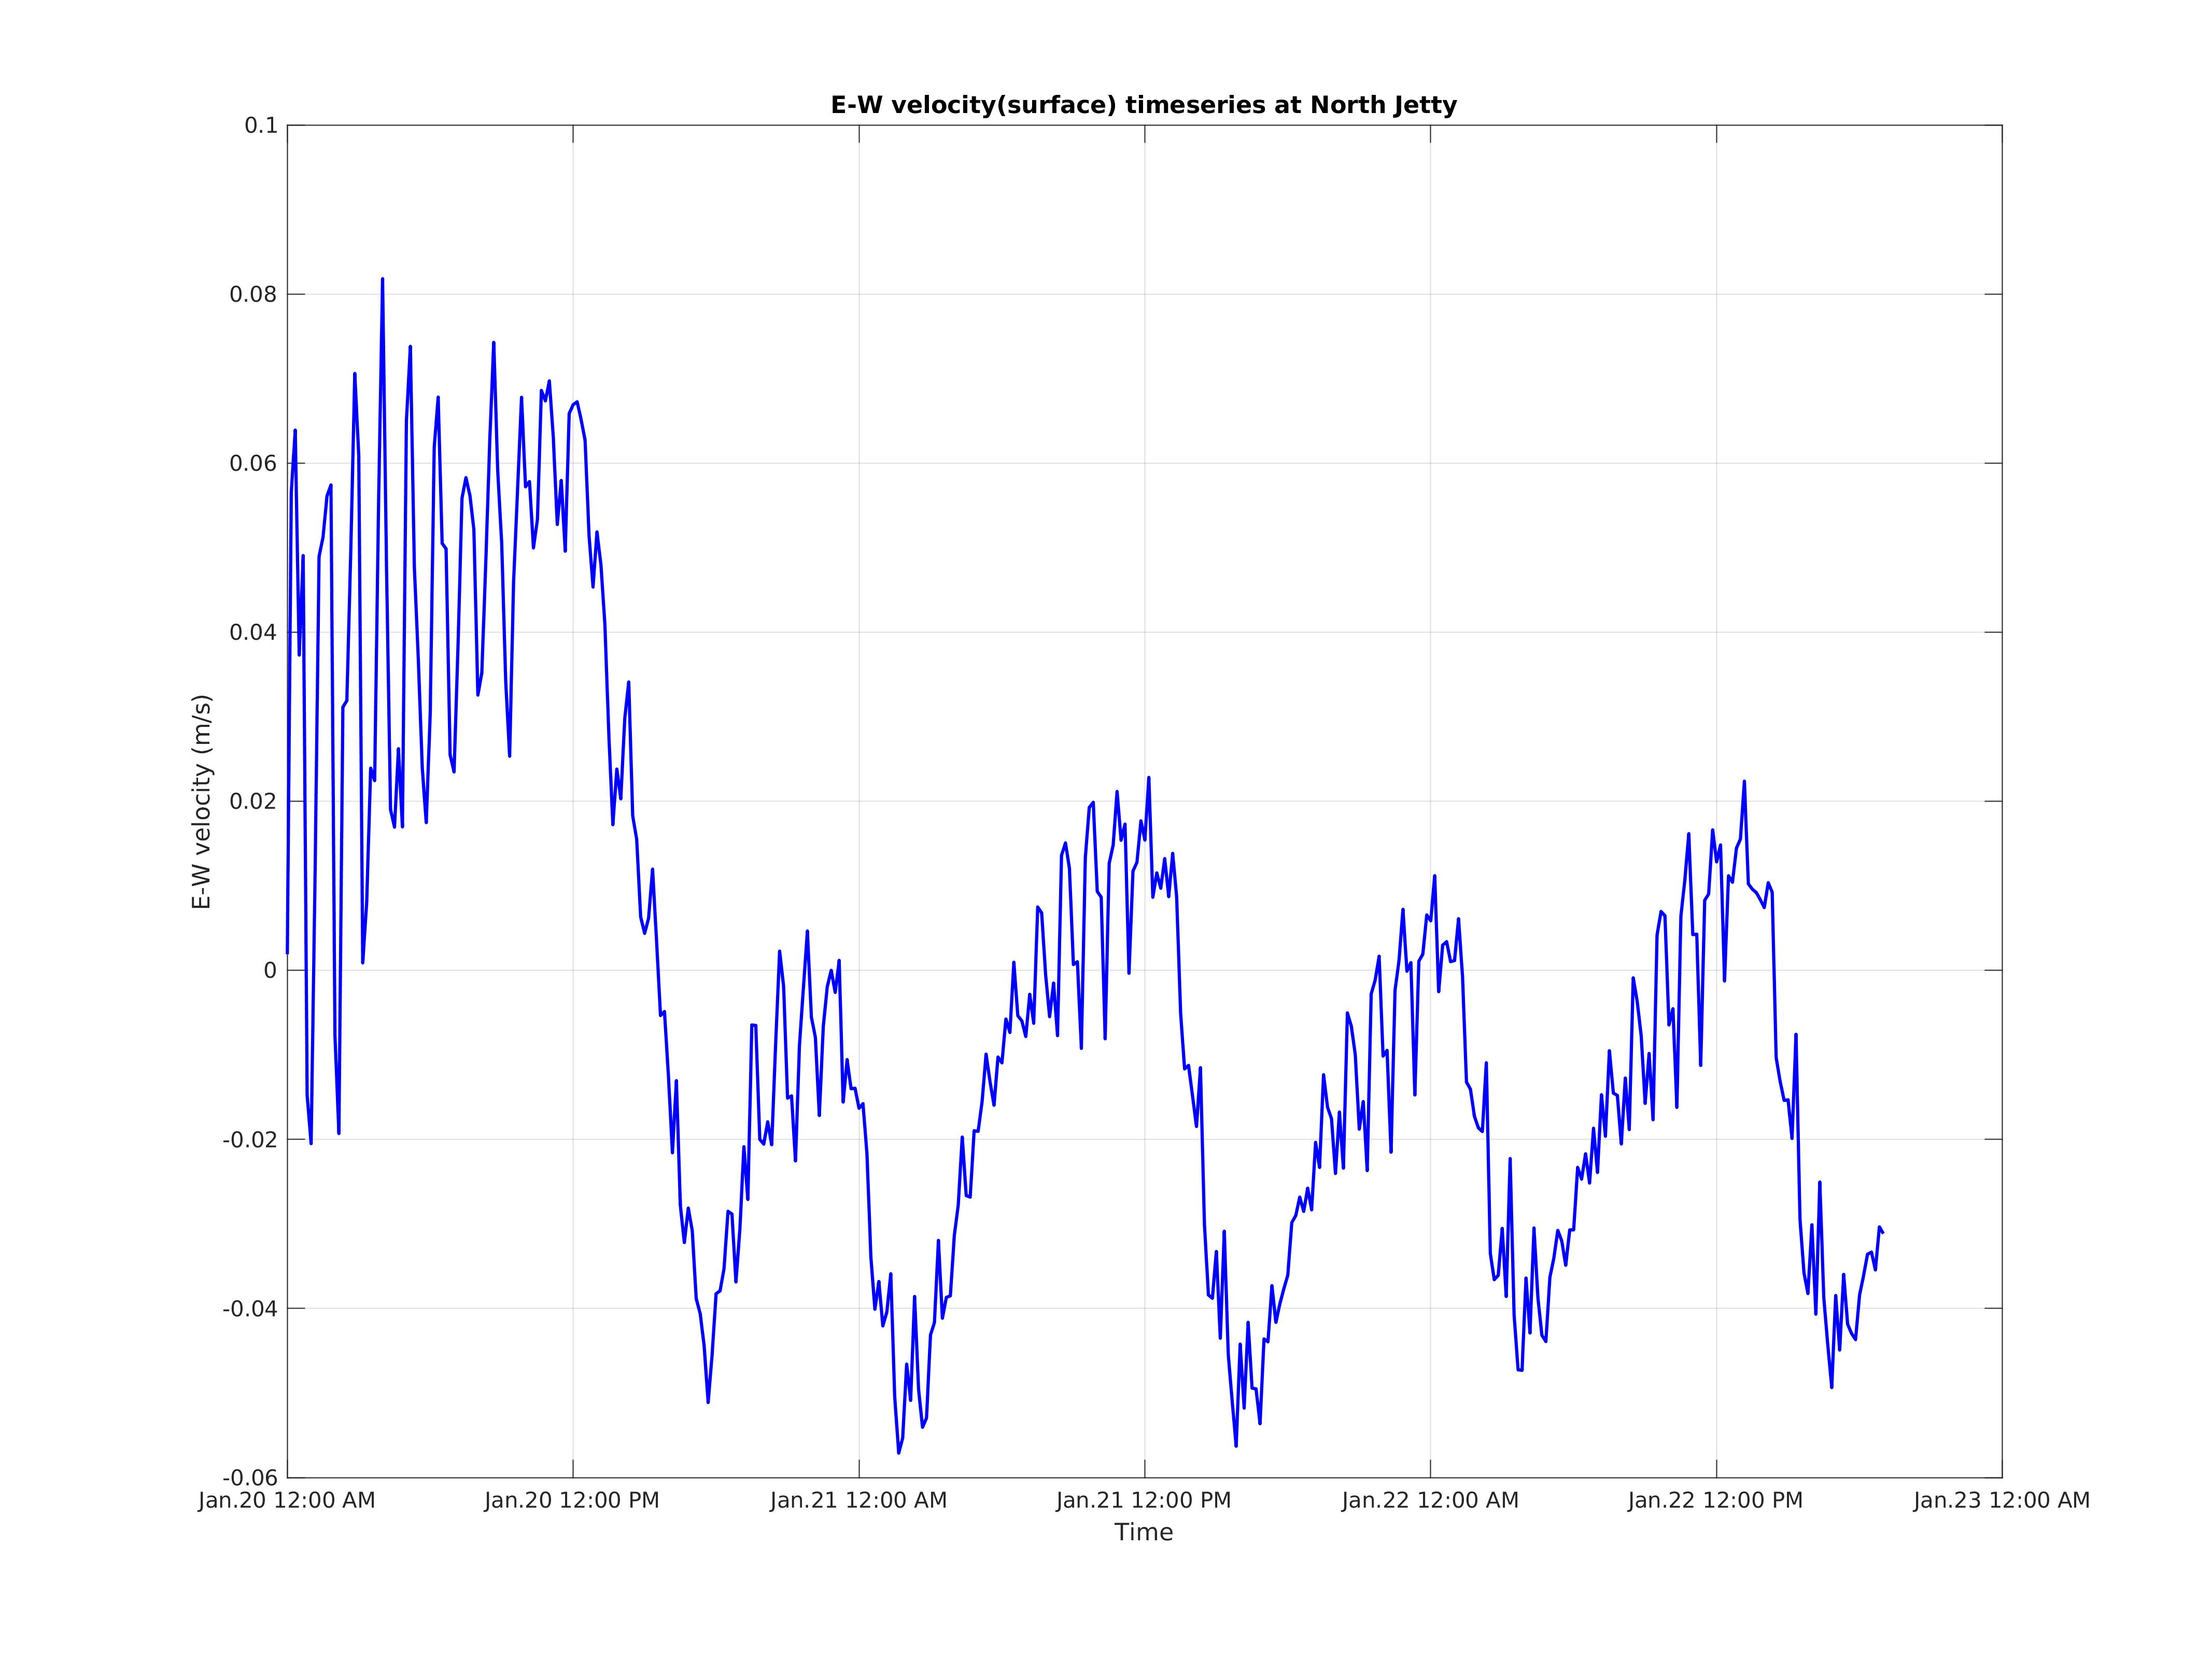 E-W velocity(surface) timeseries at North Jetty
0.1
0.08
0.06
0.04
0.02
0
-0.02
-0.04
-0.06
E-W velocity (m/s)
Jan.20 12:00 AM Jan.20 12:00 PM Jan.21 12:00 AM Jan.21 12:00 PM Jan.22 12:00 AM Jan.22 12:00 PM Jan.23 12:00 AM
Time